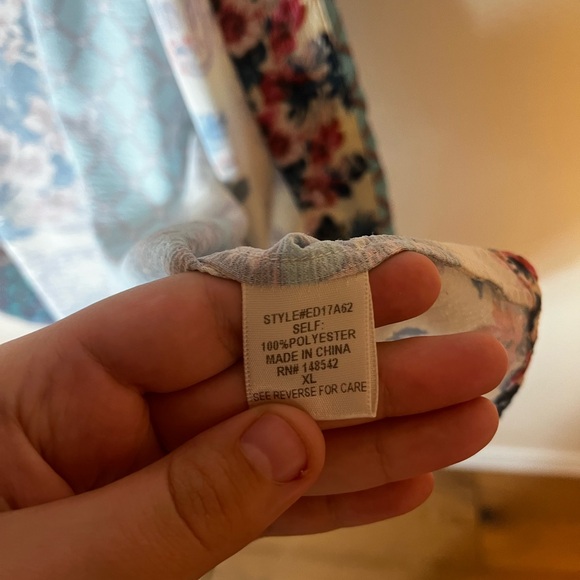 STYLE#ED17A62
SELF:
100%POLYESTER
MADE IN CHINA
RN# 148542
XL
SEE REVERSE FOR CARE